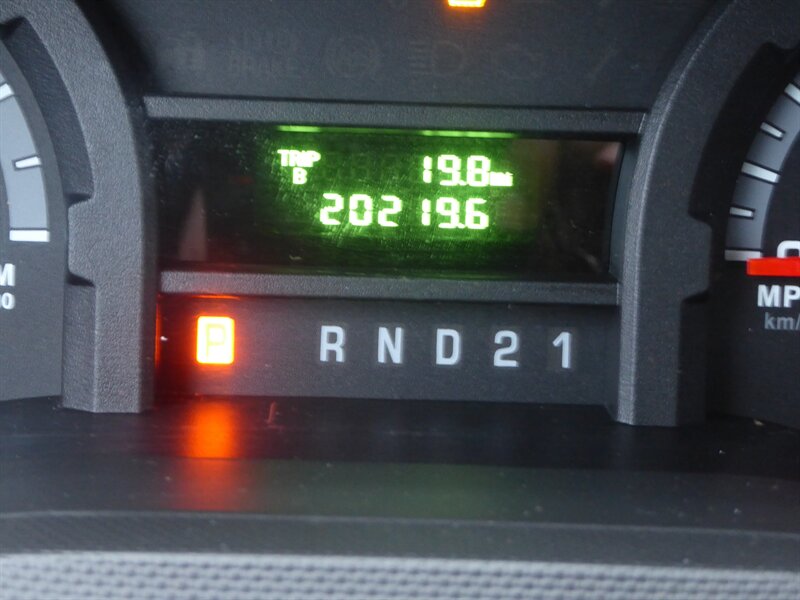 TRIP 19.8 mi
B
20219.6
P R N D 2 1
MP
km/